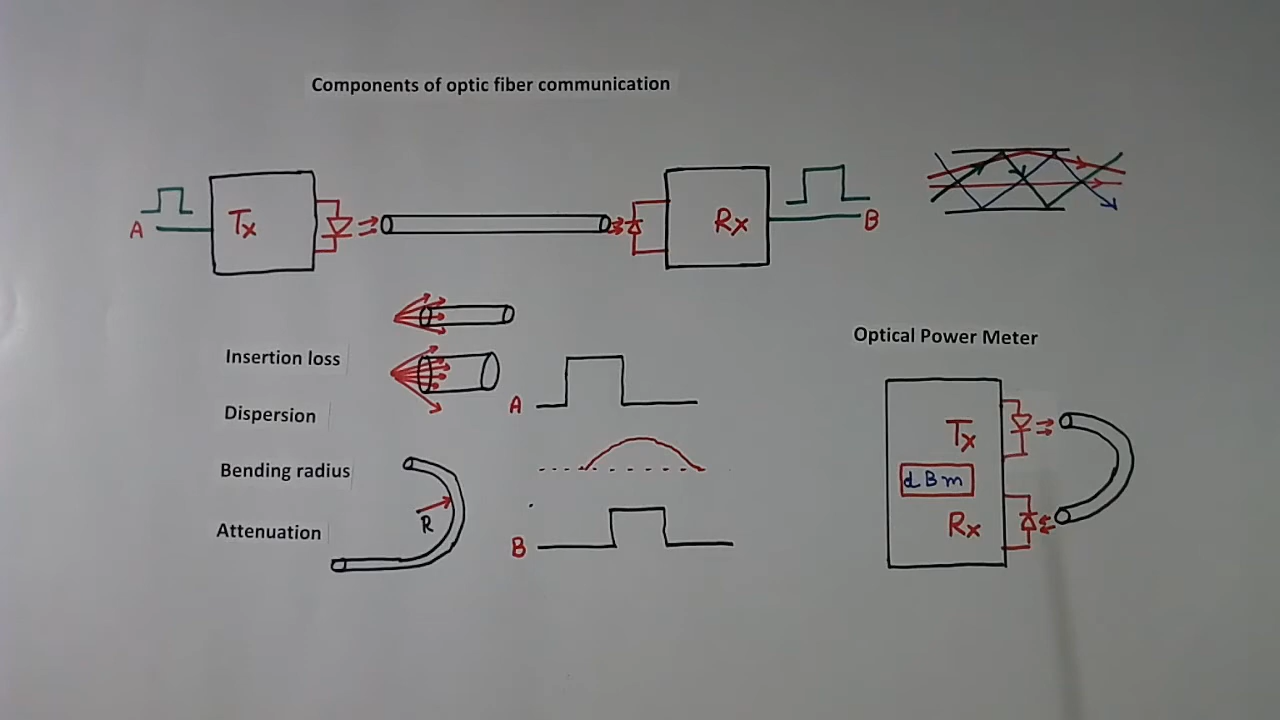 Components of optic fiber communication
A
Tx
Rx
B
Optical Power Meter
Insertion loss
Dispersion
A
Tx
Bending radius
dBm
R
Rx
Attenuation
B